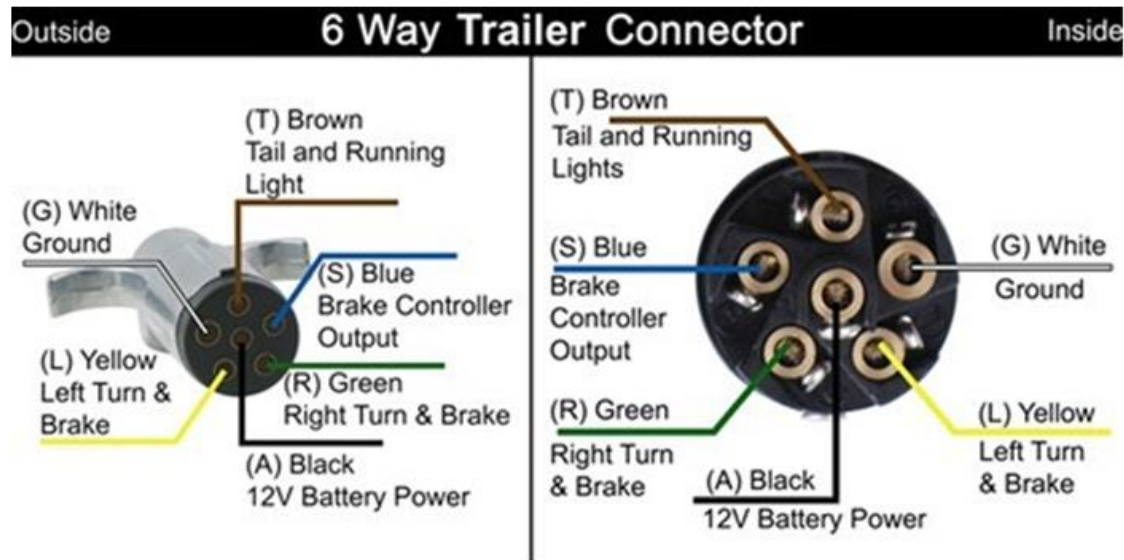 Outside
6 Way Trailer Connector
Inside
(T) Brown
Tail and Running
Light
(G) White
Ground
(S) Blue
Brake Controller
Output
(L) Yellow
Left Turn &
Brake
(R) Green
Right Turn & Brake
(A) Black
12V Battery Power
(T) Brown
Tail and Running
Lights
(S) Blue
Brake
Controller
Output
(G) White
Ground
(R) Green
Right Turn
& Brake
(L) Yellow
Left Turn
& Brake
(A) Black
12V Battery Power